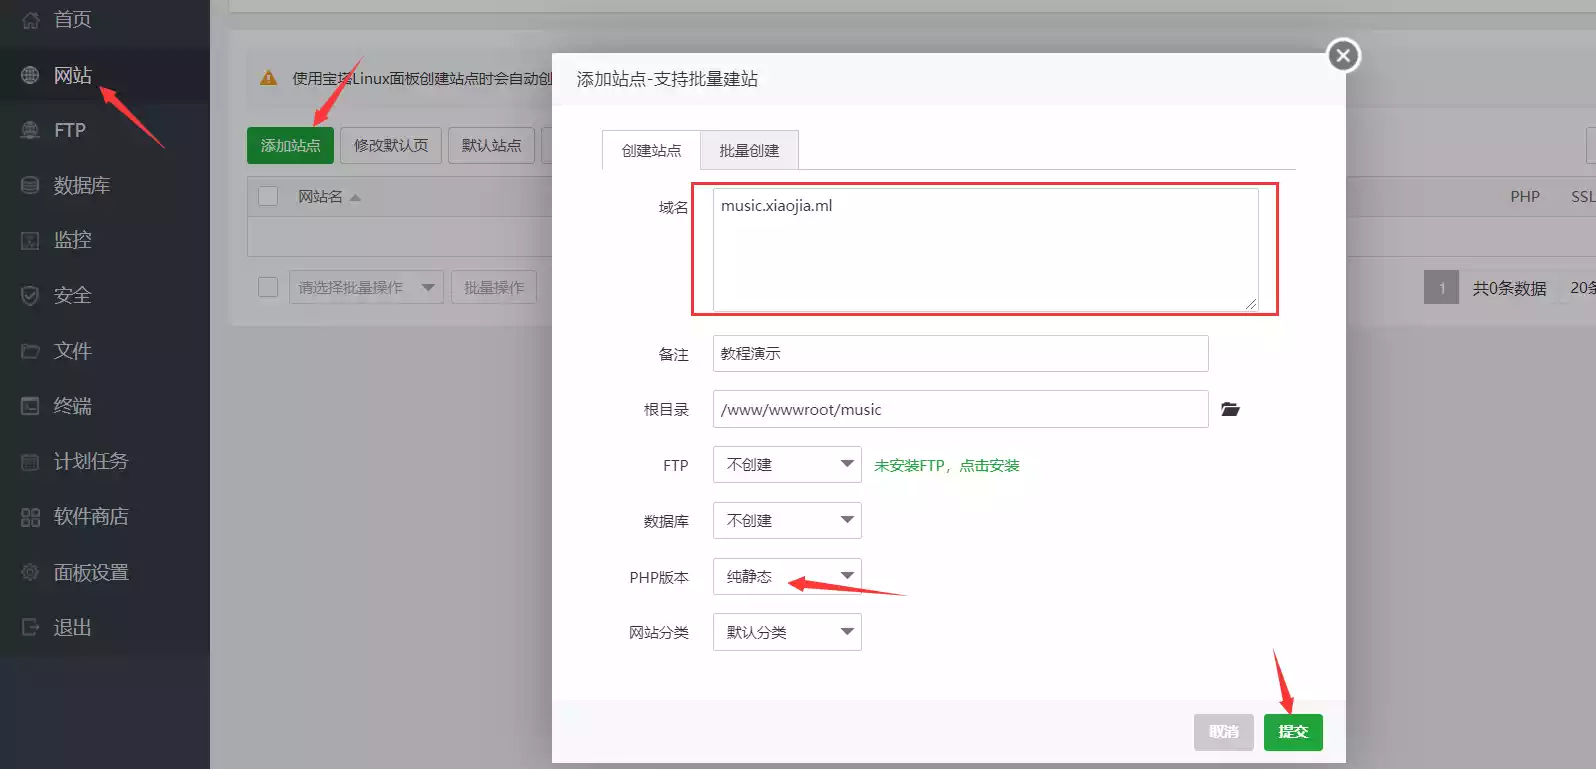 首页
网站
FTP
数据库
监控
安全
文件
终端
计划任务
软件商店
面板设置
退出
使用宝塔Linux面板创建站点时会自动创
添加站点
修改默认页
默认站点
网站名
PHP
SSL
请选择批量操作
批量操作
1
共0条数据
20条
添加站点-支持批量建站
创建站点
批量创建
域名
music.xiaojia.ml
备注
教程演示
根目录
/www/wwwroot/music
FTP
不创建
未安装FTP，点击安装
数据库
不创建
PHP版本
纯静态
网站分类
默认分类
取消
提交